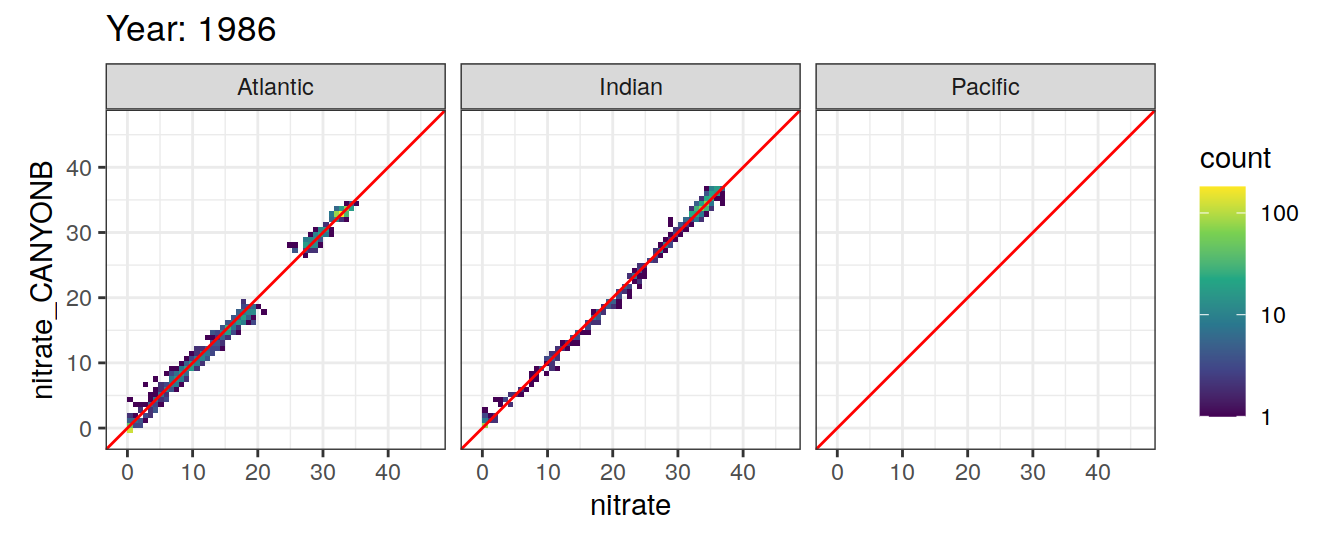 Year: 1986
Atlantic
Indian
Pacific
nitrate_CANYONB
40
30
20
10
0
0 10 20 30 40
0 10 20 30 40
0 10 20 30 40
nitrate
count
100
10
1